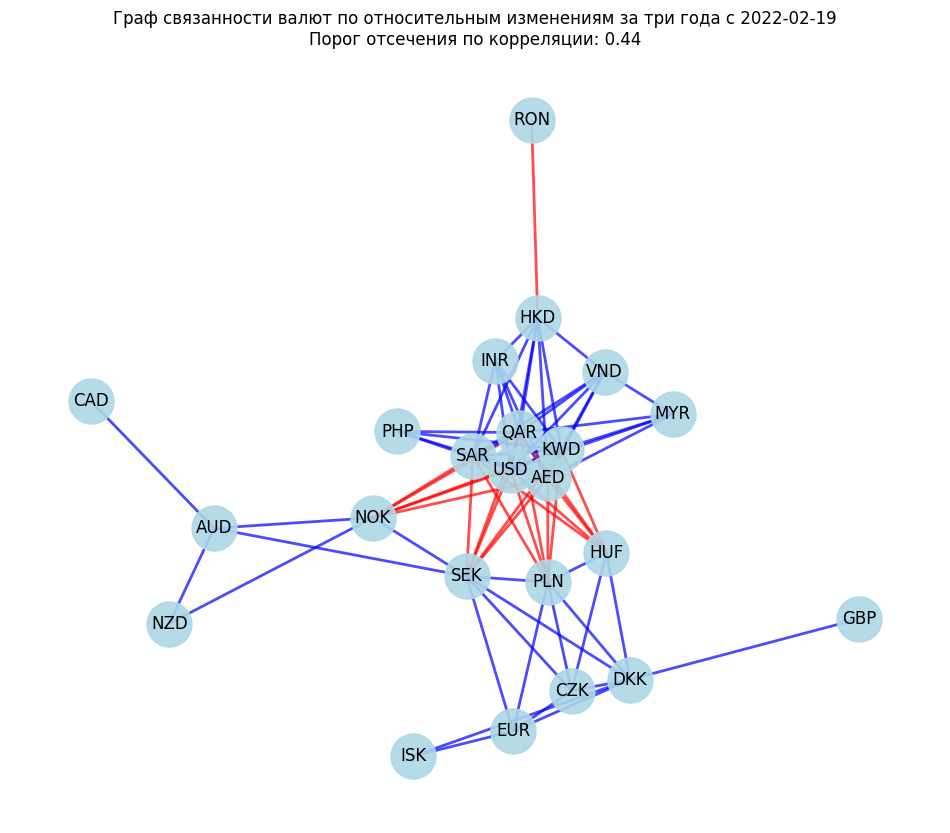 Граф связанности валют по относительным изменениям за три года с 2022-02-19
Порог отсечения по корреляции: 0.44
RON
HKD
INR
VND
CAD
MYR
PHP
QAR
KWD
SAR
USD
AED
NOK
AUD
HUF
SEK
PLN
GBP
NZD
DKK
CZK
EUR
ISK